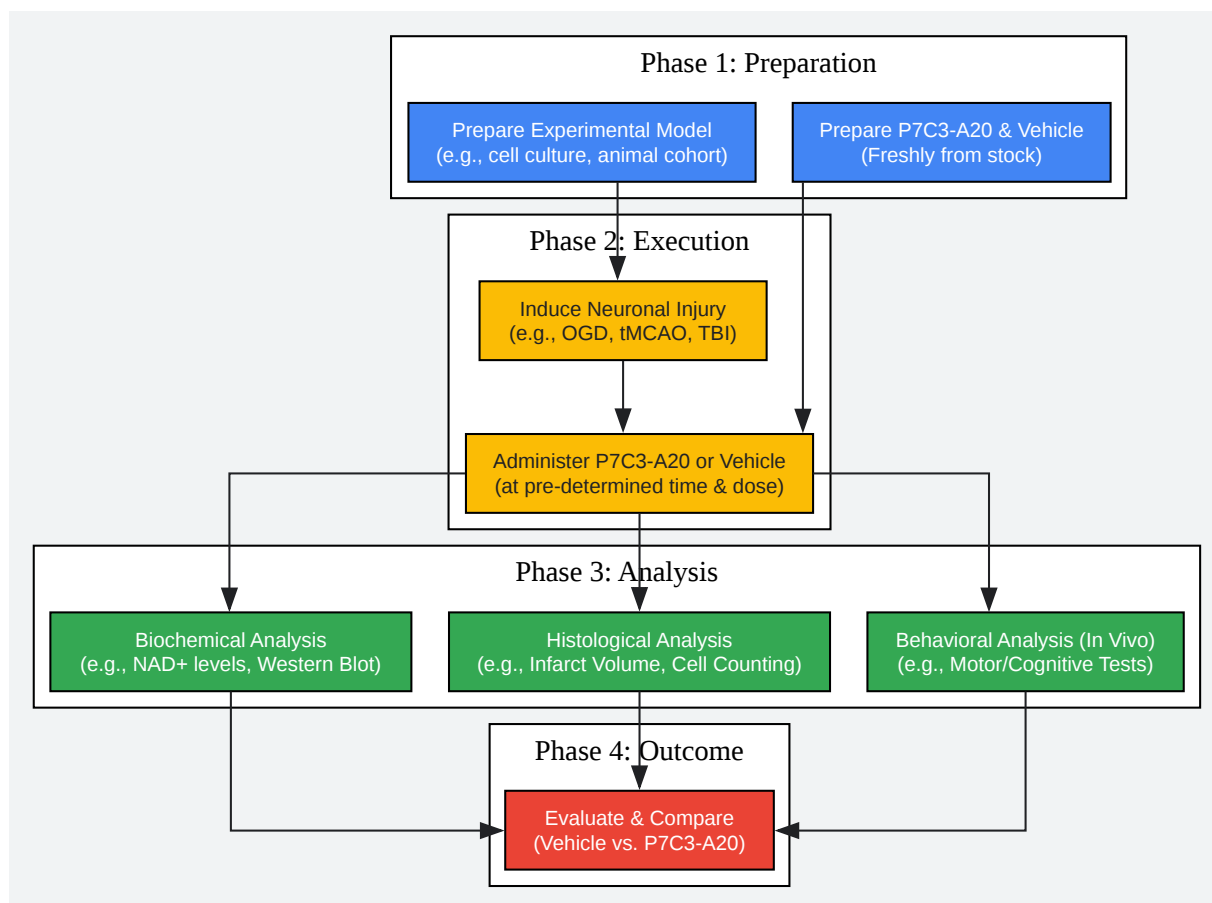 Phase 1: Preparation
Prepare Experimental Model
(e.g., cell culture, animal cohort)
Prepare P7C3-A20 & Vehicle
(Freshly from stock)
Phase 2: Execution
Induce Neuronal Injury
(e.g., OGD, tMCAO, TBI)
Administer P7C3-A20 or Vehicle
(at pre-determined time & dose)
Phase 3: Analysis
Biochemical Analysis
(e.g., NAD+ levels, Western Blot)
Histological Analysis
(e.g., Infarct Volume, Cell Counting)
Behavioral Analysis (In Vivo)
(e.g., Motor/Cognitive Tests)
Phase 4: Outcome
Evaluate & Compare
(Vehicle vs. P7C3-A20)